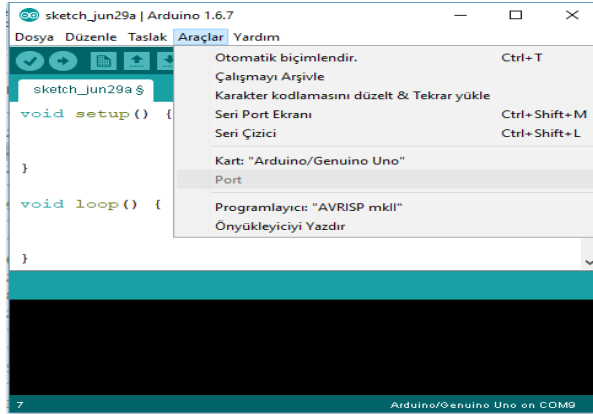 sketch_jun29a | Arduino 1.6.7
Dosya Düzenle Taslak Araçlar Yardım
Otomatik biçimlendir. Ctrl+T
Çalışmayı Arşivle
Karakter kodlamasını düzelt & Tekrar yükle
Seri Port Ekranı Ctrl+Shift+M
Seri Çizici Ctrl+Shift+L
Kart: "Arduino/Genuino Uno"
Port
Programlayıcı: "AVRISP mkII"
Önyükleyiciyi Yazdır
sketch_jun29a §
void setup() {
}
void loop() {
}
7 Arduino/Genuino Uno on COM9